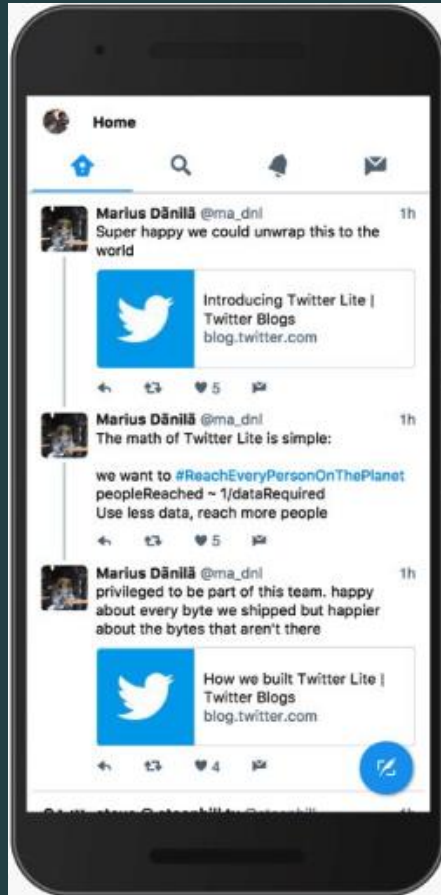 Home
Marius Dănilă @ma_dnl 1h
Super happy we could unwrap this to the
world
Introducing Twitter Lite |
Twitter Blogs
blog.twitter.com
5
Marius Dănilă @ma_dnl 1h
The math of Twitter Lite is simple:
we want to #ReachEveryPersonOnThePlanet
peopleReached ~ 1/dataRequired
Use less data, reach more people
5
Marius Dănilă @ma_dnl 1h
privileged to be part of this team. happy
about every byte we shipped but happier
about the bytes that aren't there
How we built Twitter Lite |
Twitter Blogs
blog.twitter.com
4